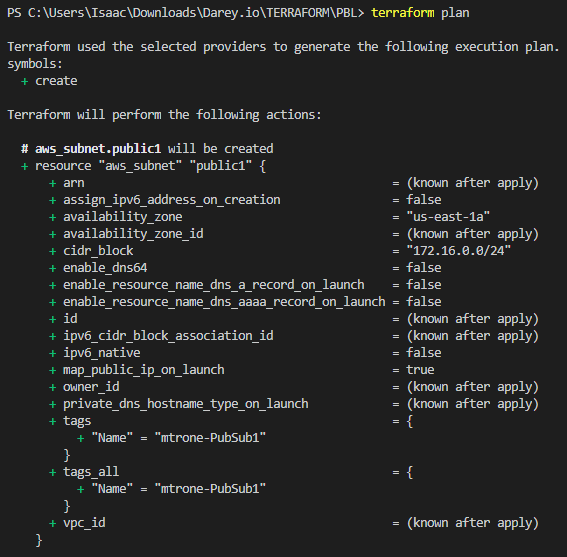 PS C:\Users\Isaac\Downloads\Darey.io\TERRAFORM\PBL> terraform plan
Terraform used the selected providers to generate the following execution plan.
symbols:
+ create
Terraform will perform the following actions:
# aws_subnet.public1 will be created
+ resource "aws_subnet" "public1" {
+ arn = (known after apply)
+ assign_ipv6_address_on_creation = false
+ availability_zone = "us-east-1a"
+ availability_zone_id = (known after apply)
+ cidr_block = "172.16.0.0/24"
+ enable_dns64 = false
+ enable_resource_name_dns_a_record_on_launch = false
+ enable_resource_name_dns_aaaa_record_on_launch = false
+ id = (known after apply)
+ ipv6_cidr_block_association_id = (known after apply)
+ ipv6_native = false
+ map_public_ip_on_launch = true
+ owner_id = (known after apply)
+ private_dns_hostname_type_on_launch = (known after apply)
+ tags = {
+ "Name" = "mtrone-PubSub1"
}
+ tags_all = {
+ "Name" = "mtrone-PubSub1"
}
+ vpc_id = (known after apply)
}